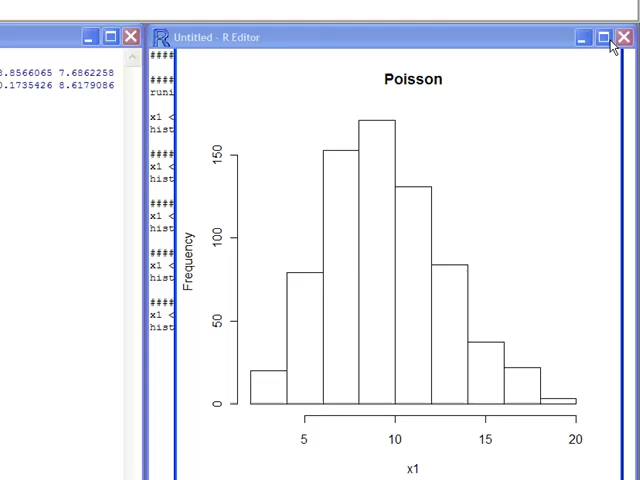 Untitled - R Editor
8.8566065 7.6862258
0.1735426 8.6179086
####
####
runi
x1 <
hist
####
x1 <
hist
####
x1 <
hist
####
x1 <
hist
####
x1 <
hist
Poisson
150
100
50
0
Frequency
5 10 15 20
x1